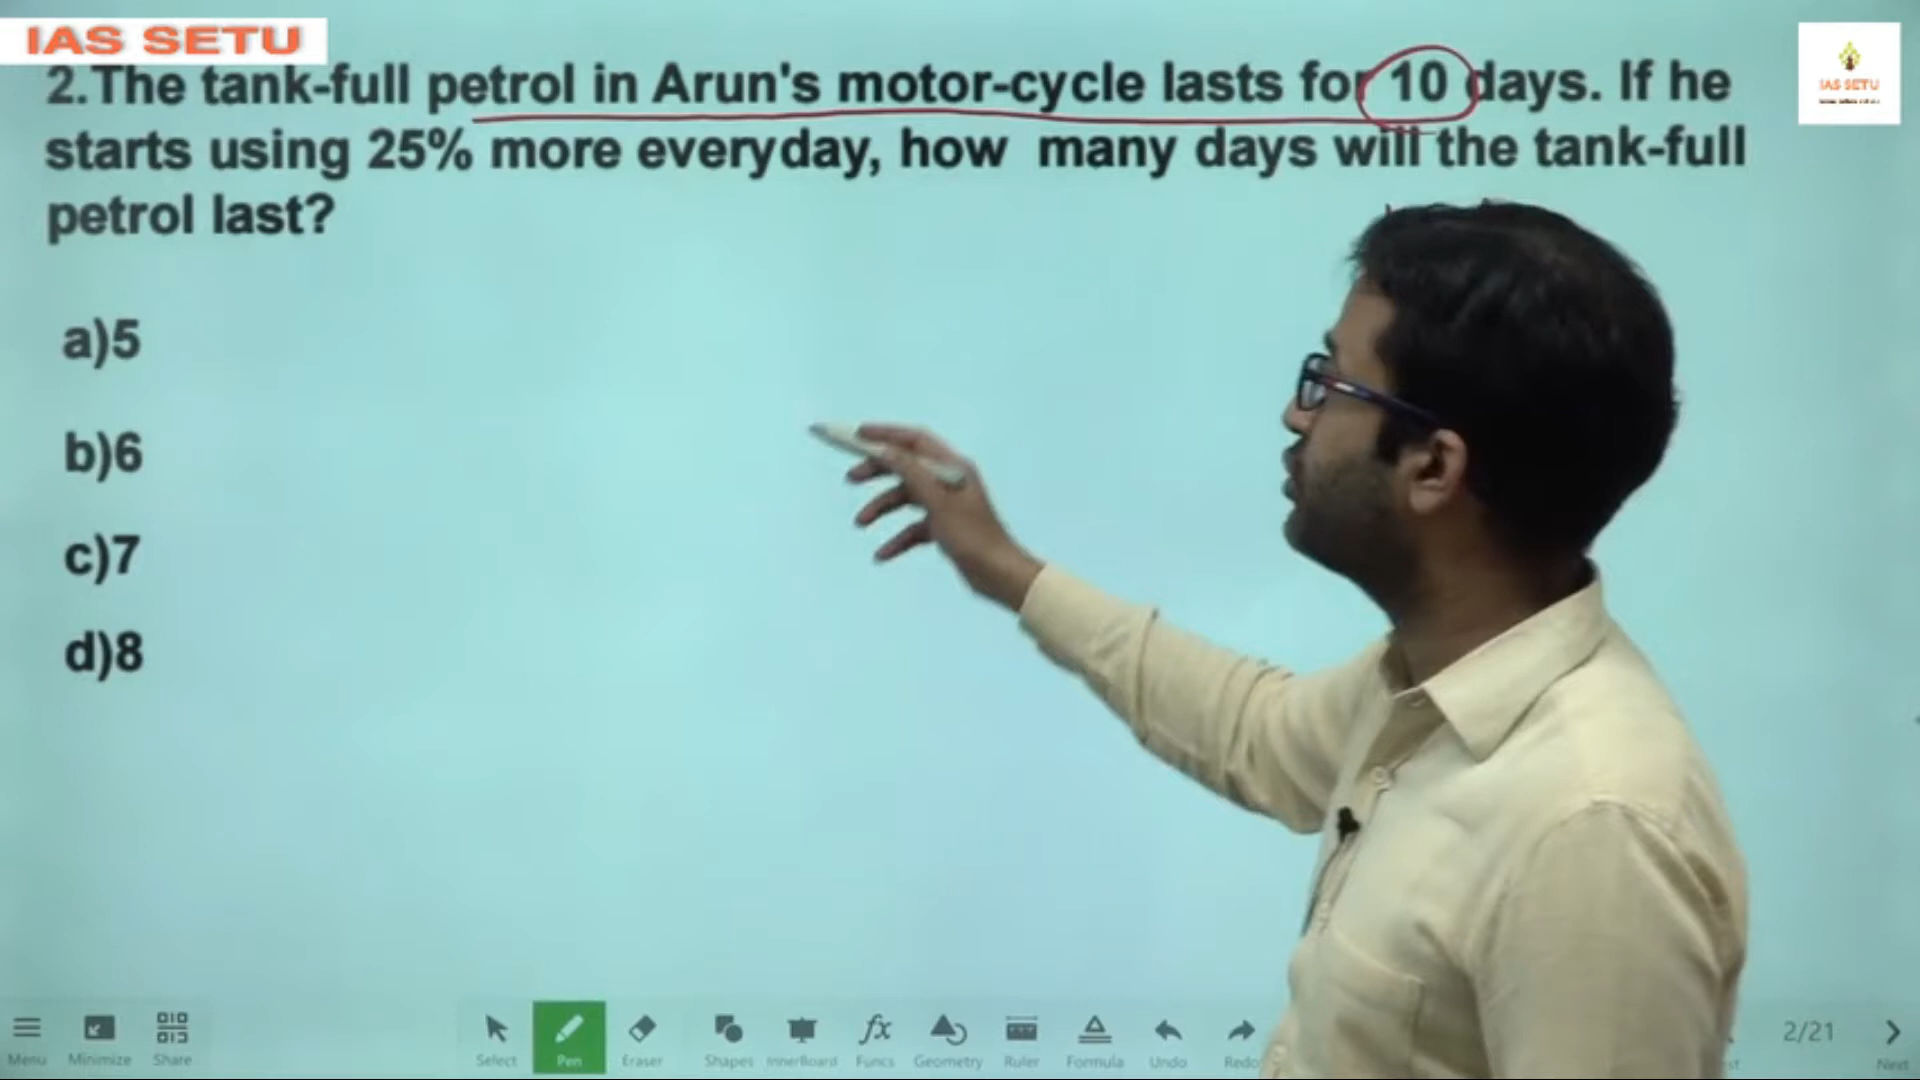 IAS SETU
2.The tank-full petrol in Arun's motor-cycle lasts for 10 days. If he
starts using 25% more everyday, how many days will the tank-full
petrol last?
a)5
b)6
c)7
d)8
IAS SETU
Menu
Minimize
Share
Select
Pen
Eraser
Shapes
InnerBoard
Funcs
Geometry
Ruler
Formula
Undo
Redo
2/21
Next